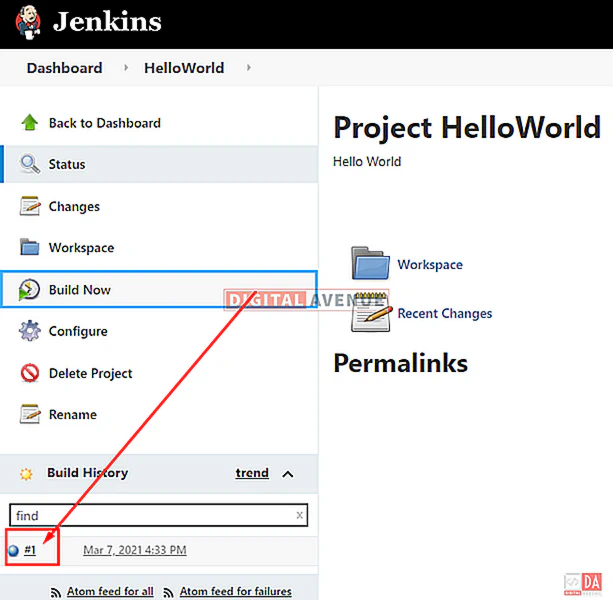 Jenkins
Dashboard
HelloWorld
Back to Dashboard
Status
Changes
Workspace
Build Now
Configure
Delete Project
Rename
Build History
trend
find
x
#1
Mar 7, 2021 4:33 PM
Atom feed for all
Atom feed for failures
Project HelloWorld
Hello World
Workspace
DIGITAL AVENUE
Recent Changes
Permalinks
DA
DIGITAL AVENUE